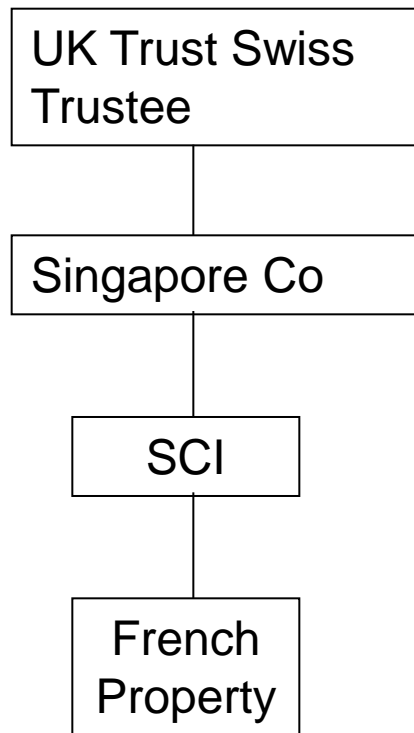 UK Trust Swiss
Trustee
Singapore Co
SCI
French
Property